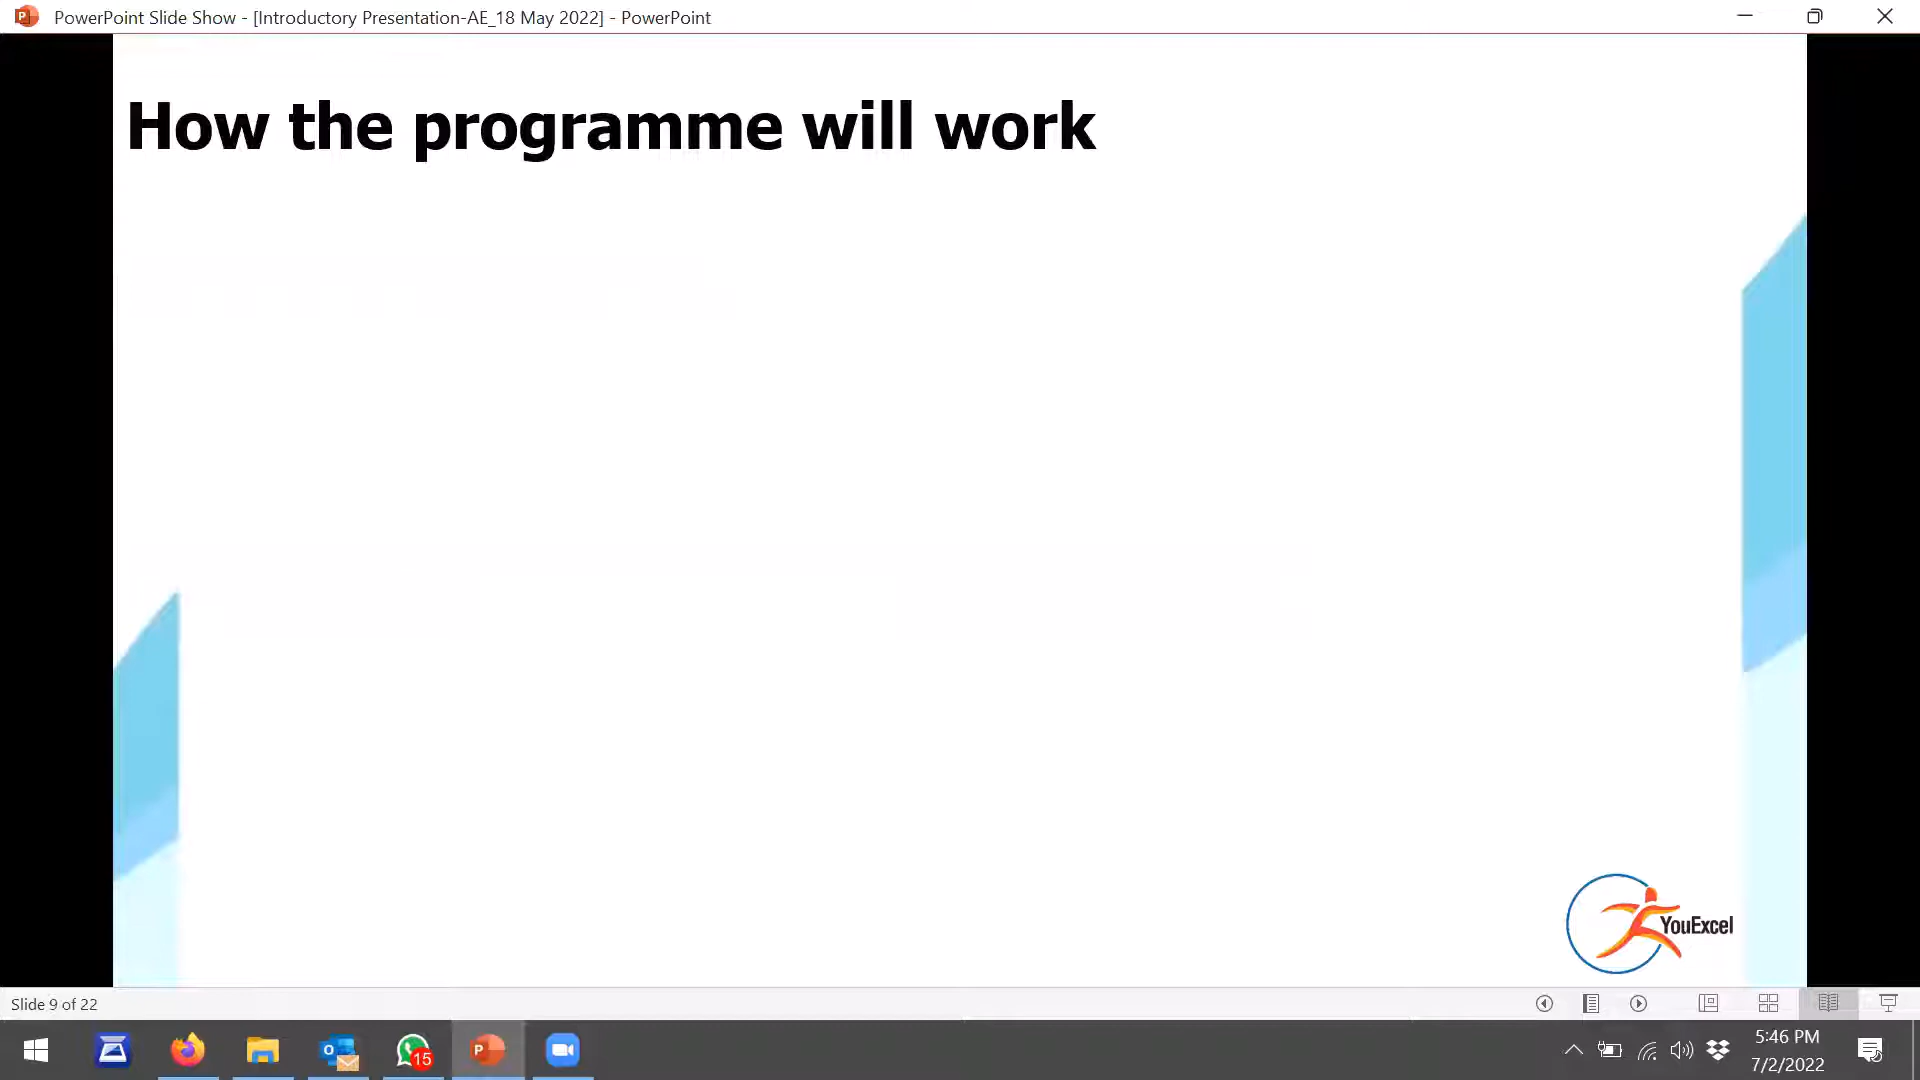 PowerPoint Slide Show - [Introductory Presentation-AE_18 May 2022] - PowerPoint
How the programme will work
YouExcel
Slide 9 of 22
15
5:46 PM
7/2/2022